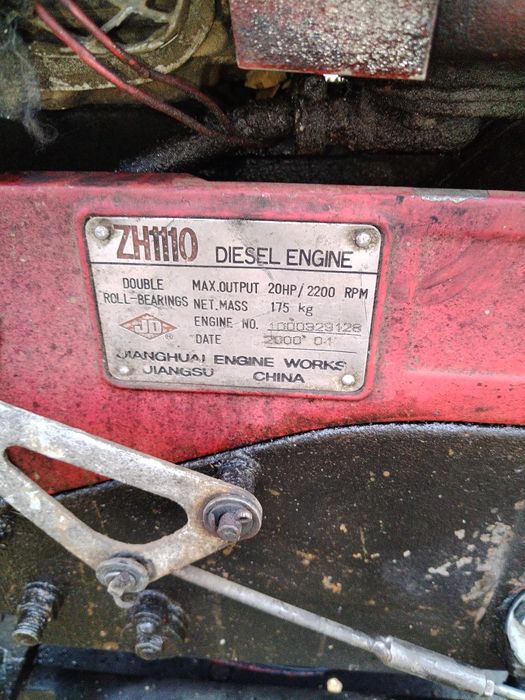 ZH1110 DIESEL ENGINE
DOUBLE MAX.OUTPUT 20HP/2200 RPM
ROLL-BEARINGS NET.MASS 175 kg
JD ® ENGINE NO. 1000929128
DATE 2000 04
JIANGHUAI ENGINE WORKS
JIANGSU CHINA